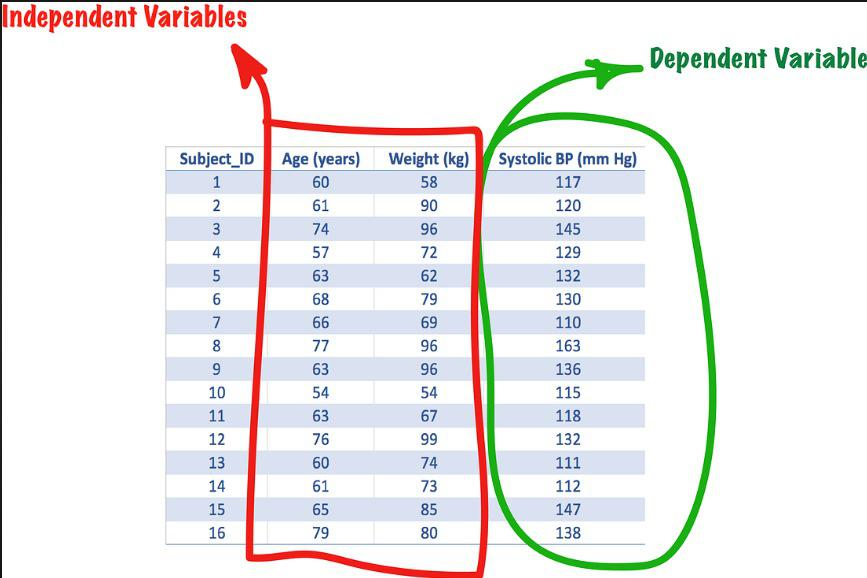 Independent Variables
Dependent Variable
Subject_ID Age (years) Weight (kg) Systolic BP (mm Hg)
1 60 58 117
2 61 90 120
3 74 96 145
4 57 72 129
5 63 62 132
6 68 79 130
7 66 69 110
8 77 96 163
9 63 96 136
10 54 54 115
11 63 67 118
12 76 99 132
13 60 74 111
14 61 73 112
15 65 85 147
16 79 80 138